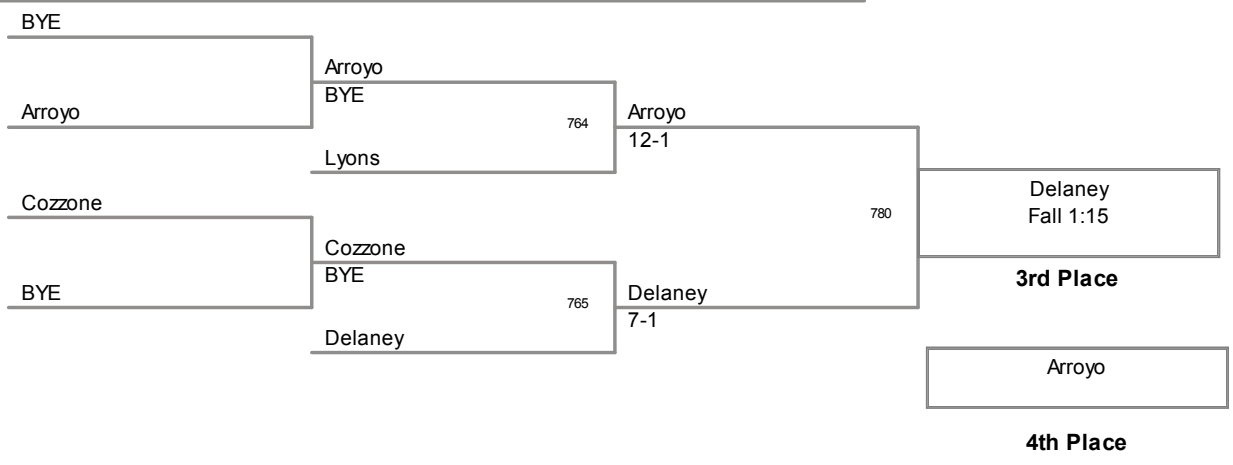 BYE
Arroyo
BYE
Arroyo
764
Arroyo
12-1
Lyons
Cozzone
Delaney
Fall 1:15
780
Cozzone
BYE
3rd Place
BYE
765
Delaney
7-1
Delaney
Arroyo
4th Place